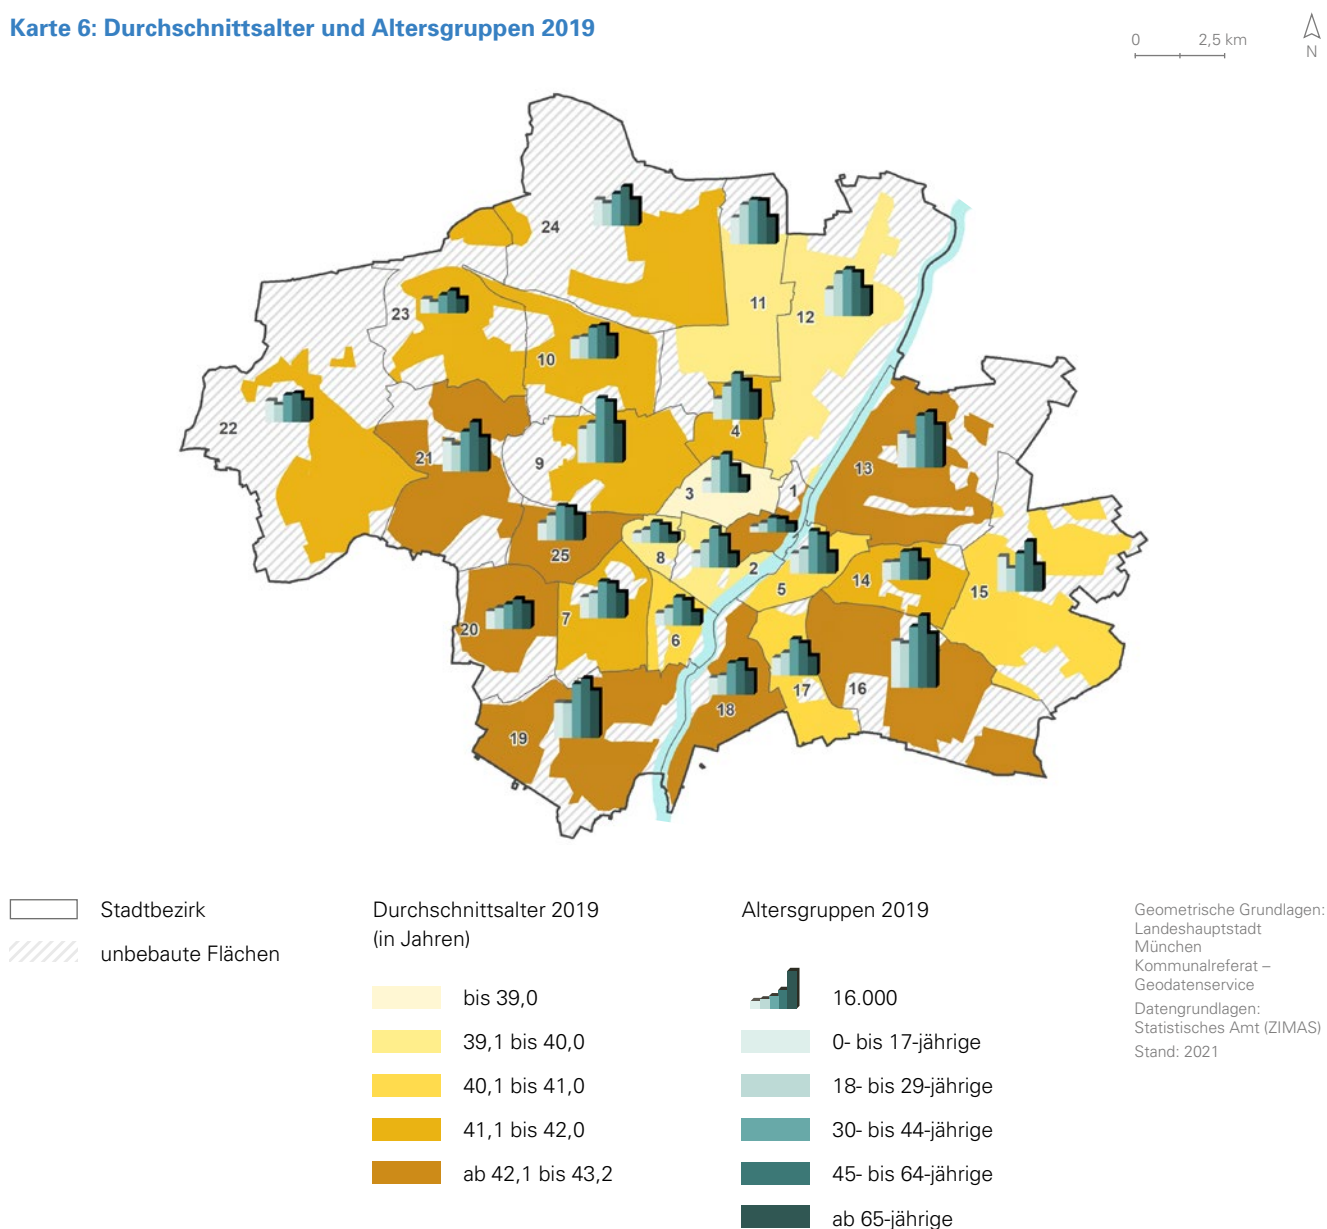 Karte 6: Durchschnittsalter und Altersgruppen 2019
0 2,5 km
N
24
11
12
23
10
22
4
21
9
13
3
1
25
8
2
5
14
15
7
20
6
17
16
18
19
Stadtbezirk
unbebaute Flächen
Durchschnittsalter 2019
(in Jahren)
bis 39,0
39,1 bis 40,0
40,1 bis 41,0
41,1 bis 42,0
ab 42,1 bis 43,2
Altersgruppen 2019
16.000
0- bis 17-jährige
18- bis 29-jährige
30- bis 44-jährige
45- bis 64-jährige
ab 65-jährige
Geometrische Grundlagen:
Landeshauptstadt
München
Kommunalreferat –
Geodatenservice
Datengrundlagen:
Statistisches Amt (ZIMAS)
Stand: 2021